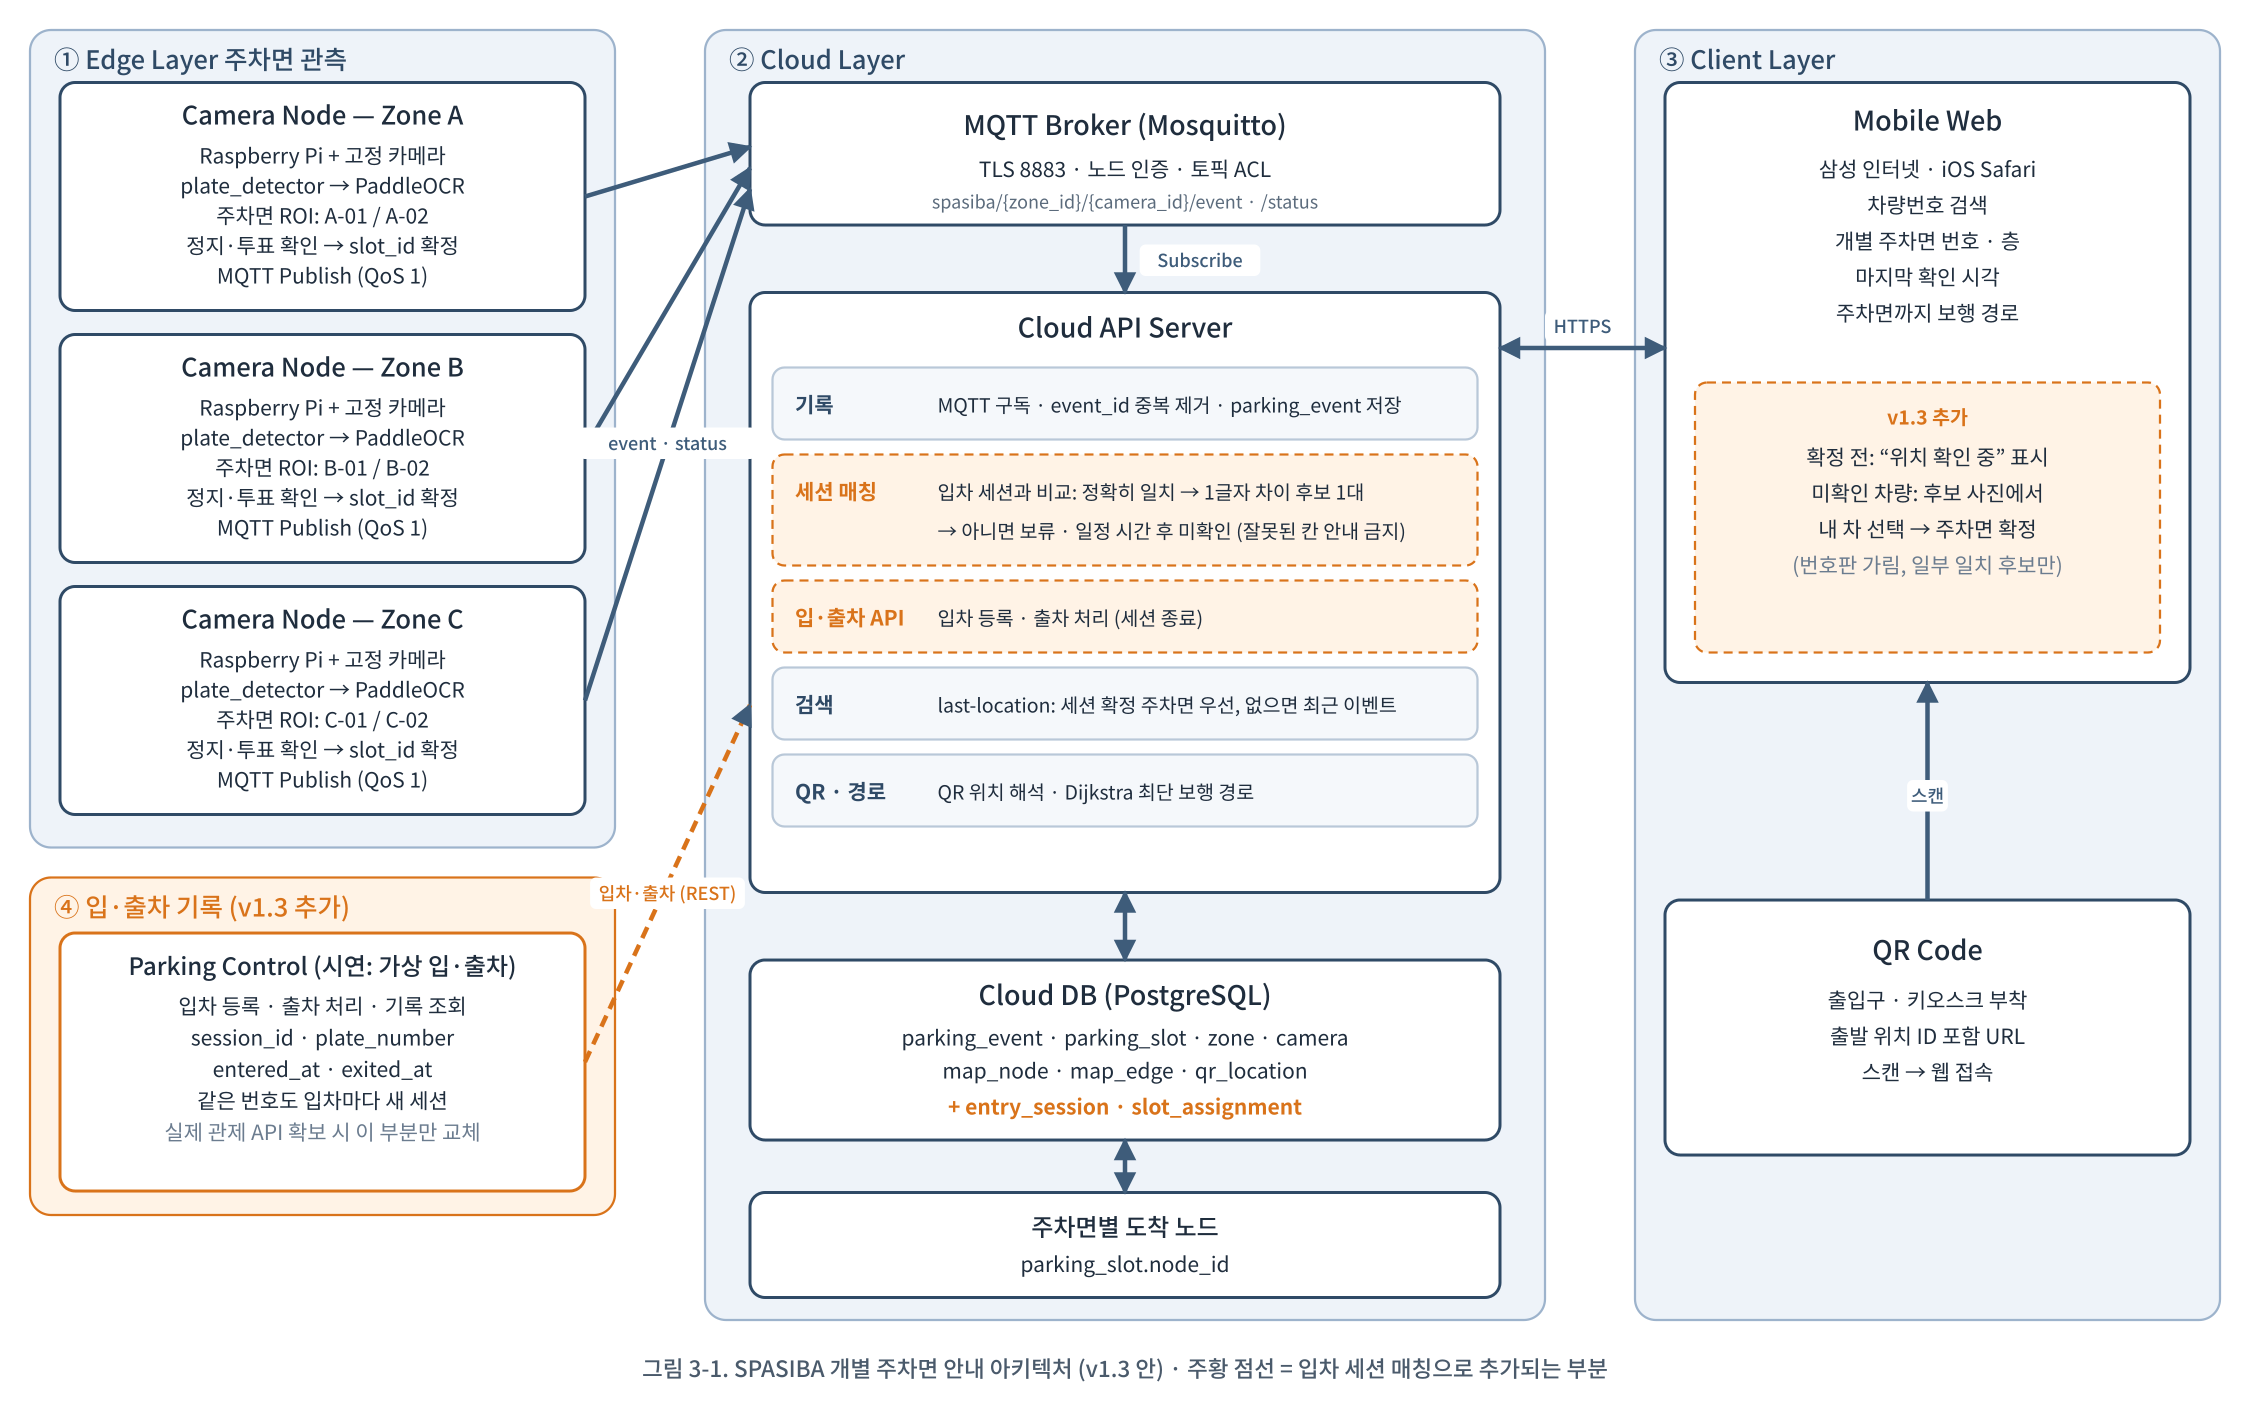 ① Edge Layer 주차면 관측
Camera Node — Zone A
Raspberry Pi + 고정 카메라
plate_detector → PaddleOCR
주차면 ROI: A-01 / A-02
정지·투표 확인 → slot_id 확정
MQTT Publish (QoS 1)
Camera Node — Zone B
Raspberry Pi + 고정 카메라
plate_detector → PaddleOCR
주차면 ROI: B-01 / B-02
정지·투표 확인 → slot_id 확정
MQTT Publish (QoS 1)
Camera Node — Zone C
Raspberry Pi + 고정 카메라
plate_detector → PaddleOCR
주차면 ROI: C-01 / C-02
정지·투표 확인 → slot_id 확정
MQTT Publish (QoS 1)
event · status
④ 입·출차 기록 (v1.3 추가)
Parking Control (시연: 가상 입·출차)
입차 등록 · 출차 처리 · 기록 조회
session_id · plate_number
entered_at · exited_at
같은 번호도 입차마다 새 세션
실제 관제 API 확보 시 이 부분만 교체
입차·출차 (REST)
② Cloud Layer
MQTT Broker (Mosquitto)
TLS 8883 · 노드 인증 · 토픽 ACL
spasiba/{zone_id}/{camera_id}/event · /status
Subscribe
Cloud API Server
기록 MQTT 구독 · event_id 중복 제거 · parking_event 저장
세션 매칭 입차 세션과 비교: 정확히 일치 → 1글자 차이 후보 1대
→ 아니면 보류 · 일정 시간 후 미확인 (잘못된 칸 안내 금지)
입·출차 API 입차 등록 · 출차 처리 (세션 종료)
검색 last-location: 세션 확정 주차면 우선, 없으면 최근 이벤트
QR · 경로 QR 위치 해석 · Dijkstra 최단 보행 경로
Cloud DB (PostgreSQL)
parking_event · parking_slot · zone · camera
map_node · map_edge · qr_location
+ entry_session · slot_assignment
주차면별 도착 노드
parking_slot.node_id
HTTPS
③ Client Layer
Mobile Web
삼성 인터넷 · iOS Safari
차량번호 검색
개별 주차면 번호 · 층
마지막 확인 시각
주차면까지 보행 경로
v1.3 추가
확정 전: “위치 확인 중” 표시
미확인 차량: 후보 사진에서
내 차 선택 → 주차면 확정
(번호판 가림, 일부 일치 후보만)
스캔
QR Code
출입구 · 키오스크 부착
출발 위치 ID 포함 URL
스캔 → 웹 접속
그림 3-1. SPASIBA 개별 주차면 안내 아키텍처 (v1.3 안) · 주황 점선 = 입차 세션 매칭으로 추가되는 부분